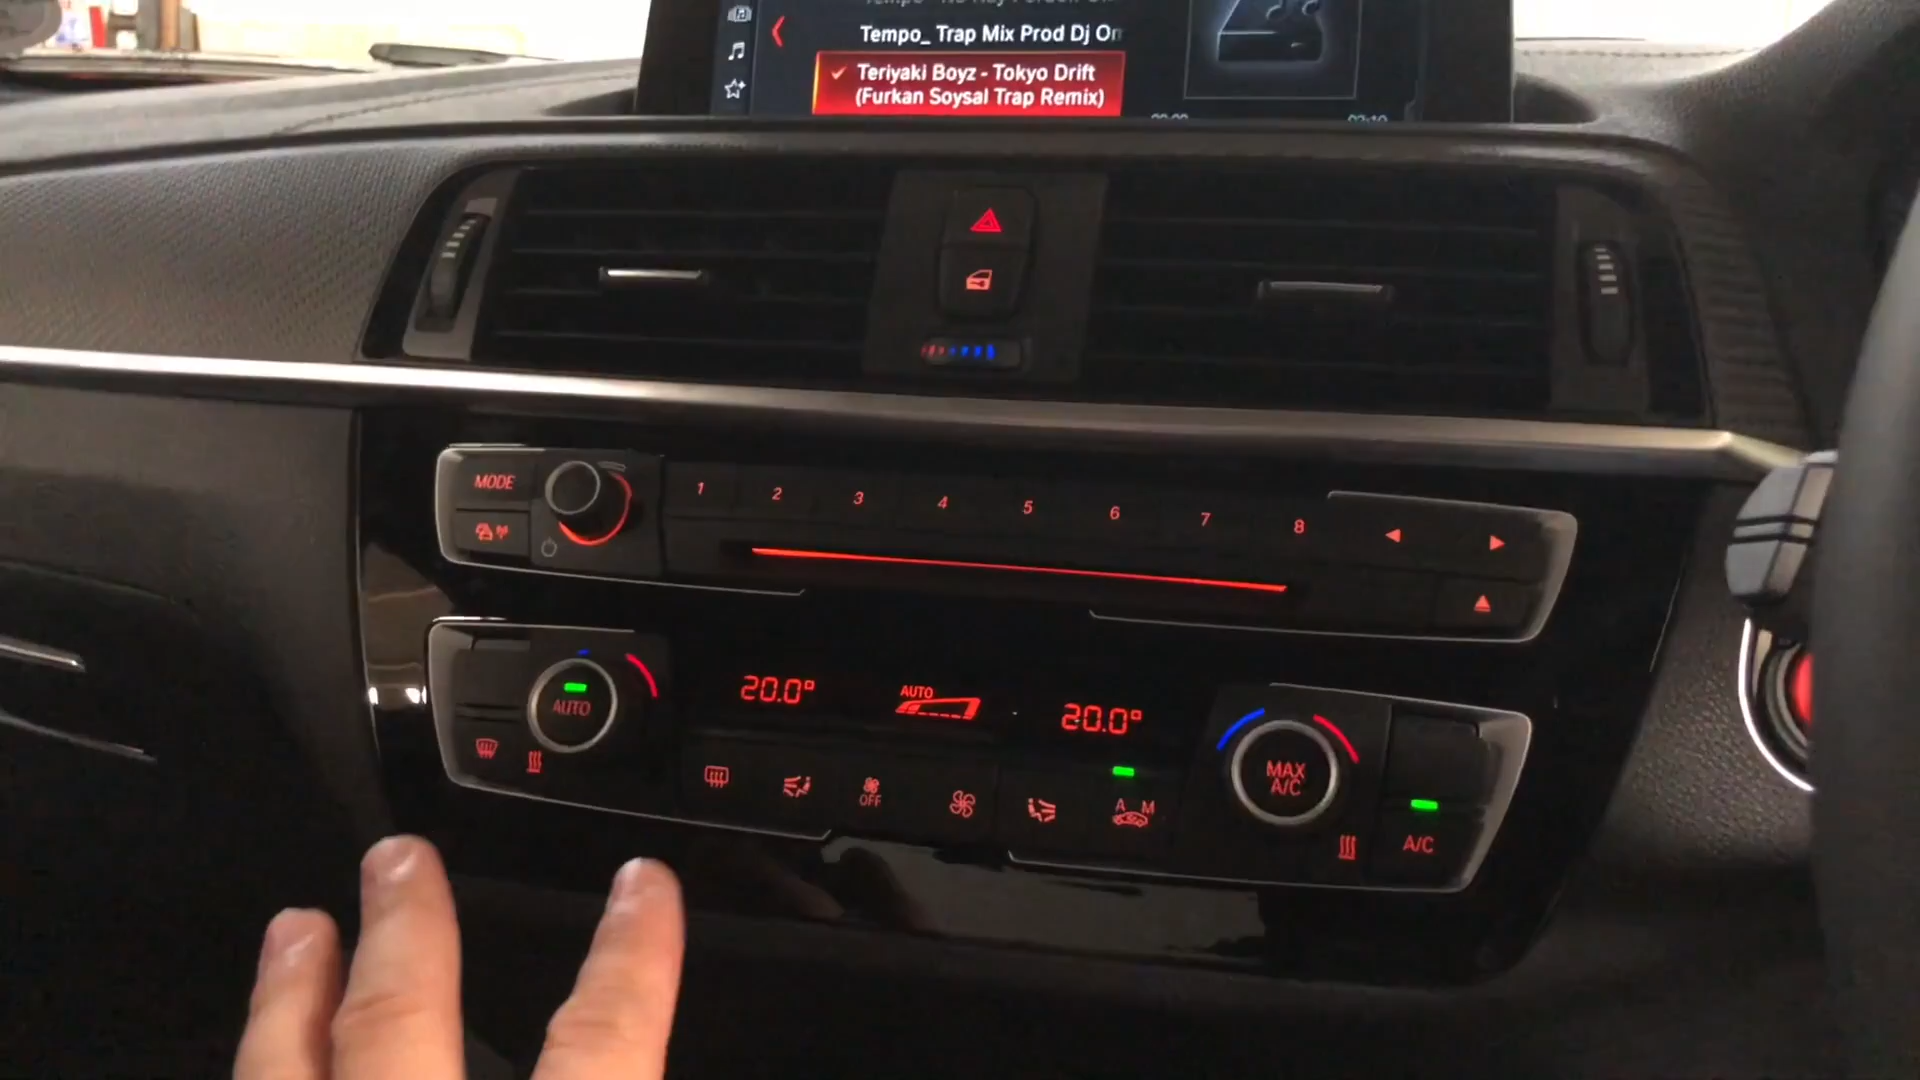 Tempo_ Trap Mix Prod Dj On
✓ Teriyaki Boyz - Tokyo Drift
(Furkan Soysal Trap Remix)
MODE
1 2 3 4 5 6 7 8
AUTO
20.0° AUTO 20.0°
MAX
A/C
OFF
A M
A/C